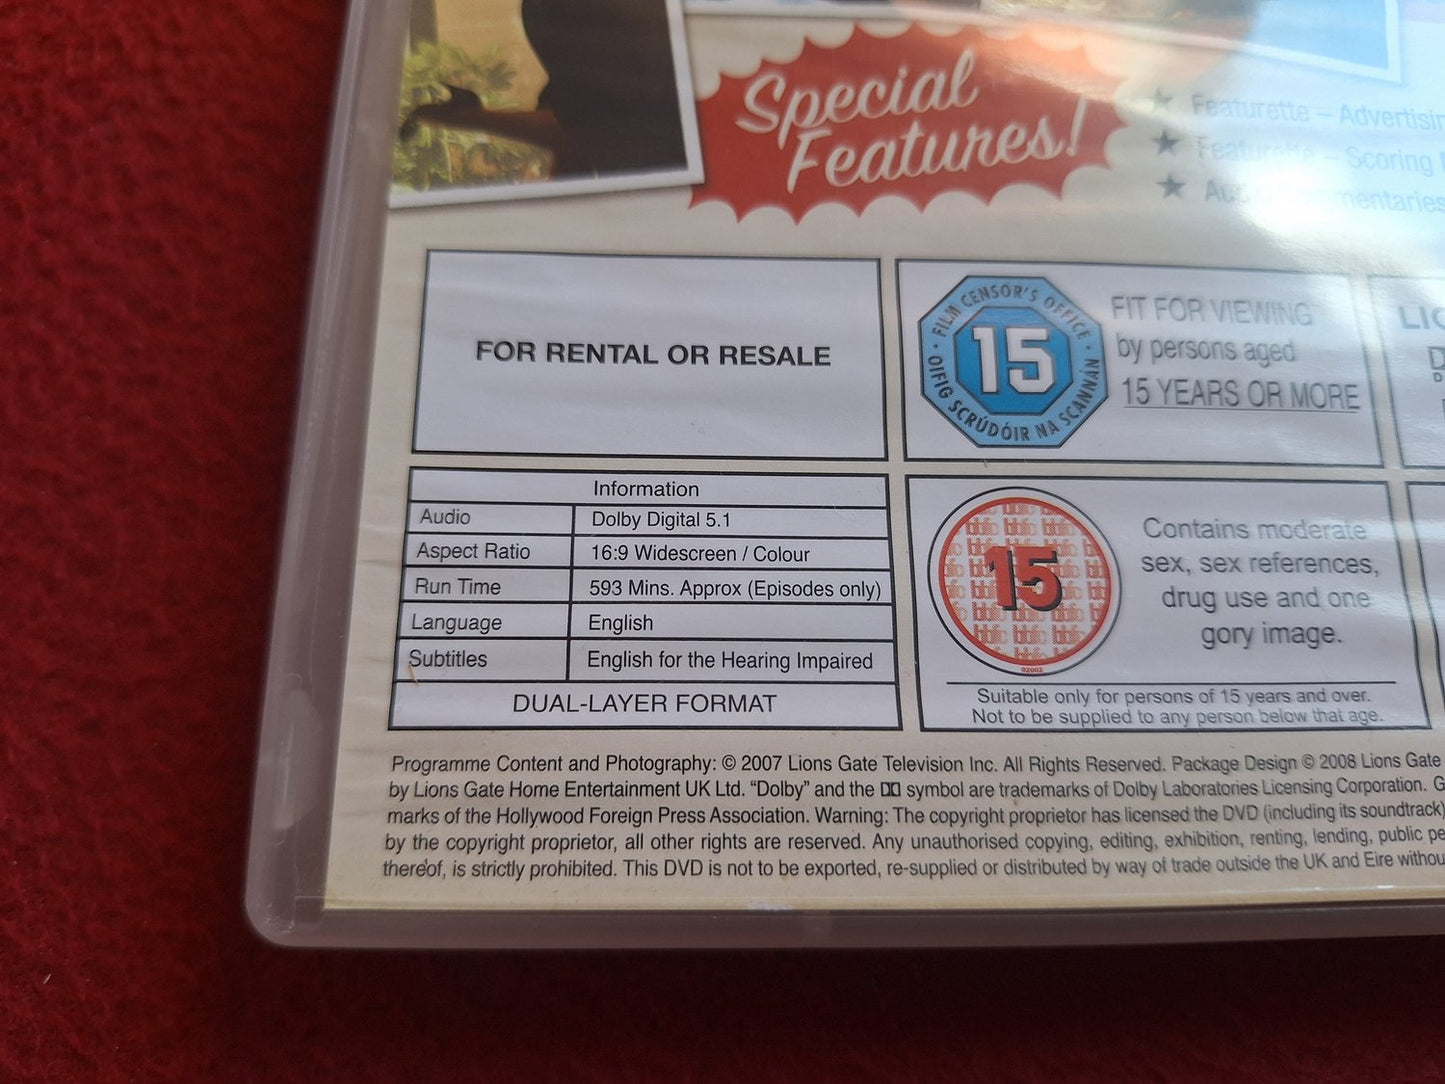 Special
Features!
★ Featurette – Advertisin
★ Featurette – Scoring
★ Au mentaries
FOR RENTAL OR RESALE
FILM CENSOR'S OFFICE
15
OIFIG SCRÚDÓIR NA SCANNÁN
FIT FOR VIEWING
by persons aged
15 YEARS OR MORE
LIO
Information
Audio Dolby Digital 5.1
Aspect Ratio 16:9 Widescreen / Colour
Run Time 593 Mins. Approx (Episodes only)
Language English
Subtitles English for the Hearing Impaired
DUAL-LAYER FORMAT
bbfc
15
02002
Contains moderate
sex, sex references,
drug use and one
gory image.
Suitable only for persons of 15 years and over.
Not to be supplied to any person below that age.
Programme Content and Photography: © 2007 Lions Gate Television Inc. All Rights Reserved. Package Design © 2008 Lions Gate
by Lions Gate Home Entertainment UK Ltd. “Dolby” and the symbol are trademarks of Dolby Laboratories Licensing Corporation. G
marks of the Hollywood Foreign Press Association. Warning: The copyright proprietor has licensed the DVD (including its soundtrack)
by the copyright proprietor, all other rights are reserved. Any unauthorised copying, editing, exhibition, renting, lending, public pe
thereof, is strictly prohibited. This DVD is not to be exported, re-supplied or distributed by way of trade outside the UK and Eire withou